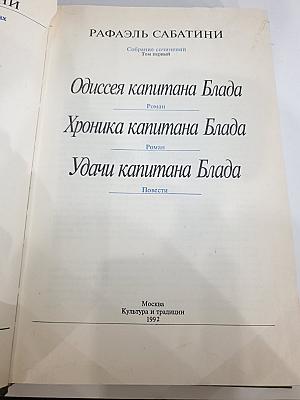 РАФАЭЛЬ САБАТИНИ
Собрание сочинений
Том первый
Одиссея капитана Блада
Роман
Хроника капитана Блада
Роман
Удачи капитана Блада
Повести
Москва
Культура и традиции
1992